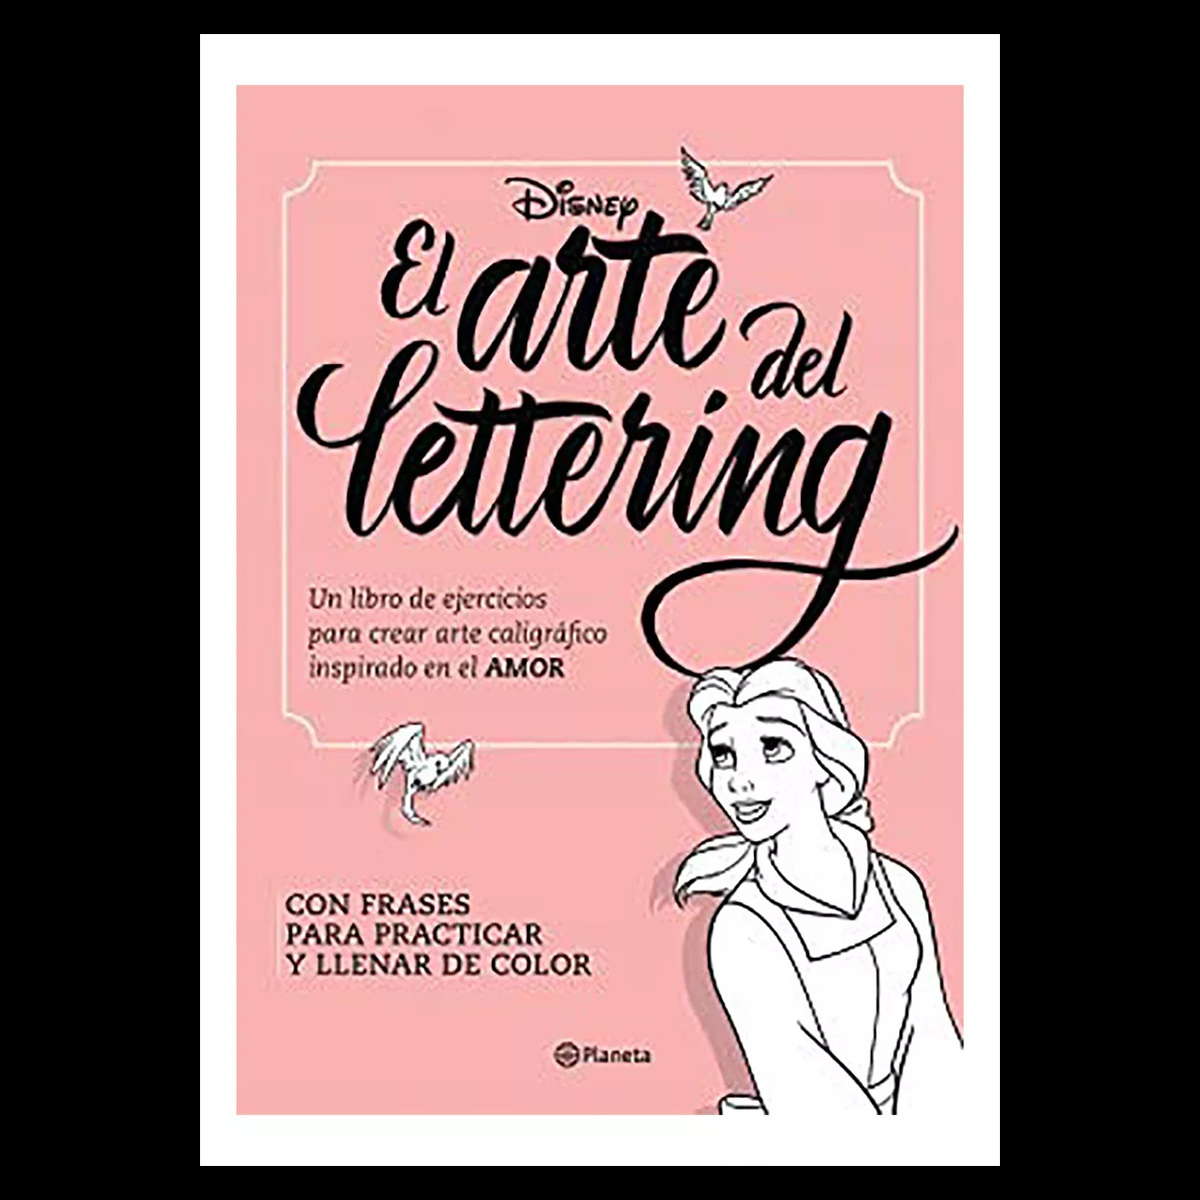 Disney
El arte del
lettering
Un libro de ejercicios
para crear arte caligráfico
inspirado en el AMOR
CON FRASES
PARA PRACTICAR
Y LLENAR DE COLOR
Planeta